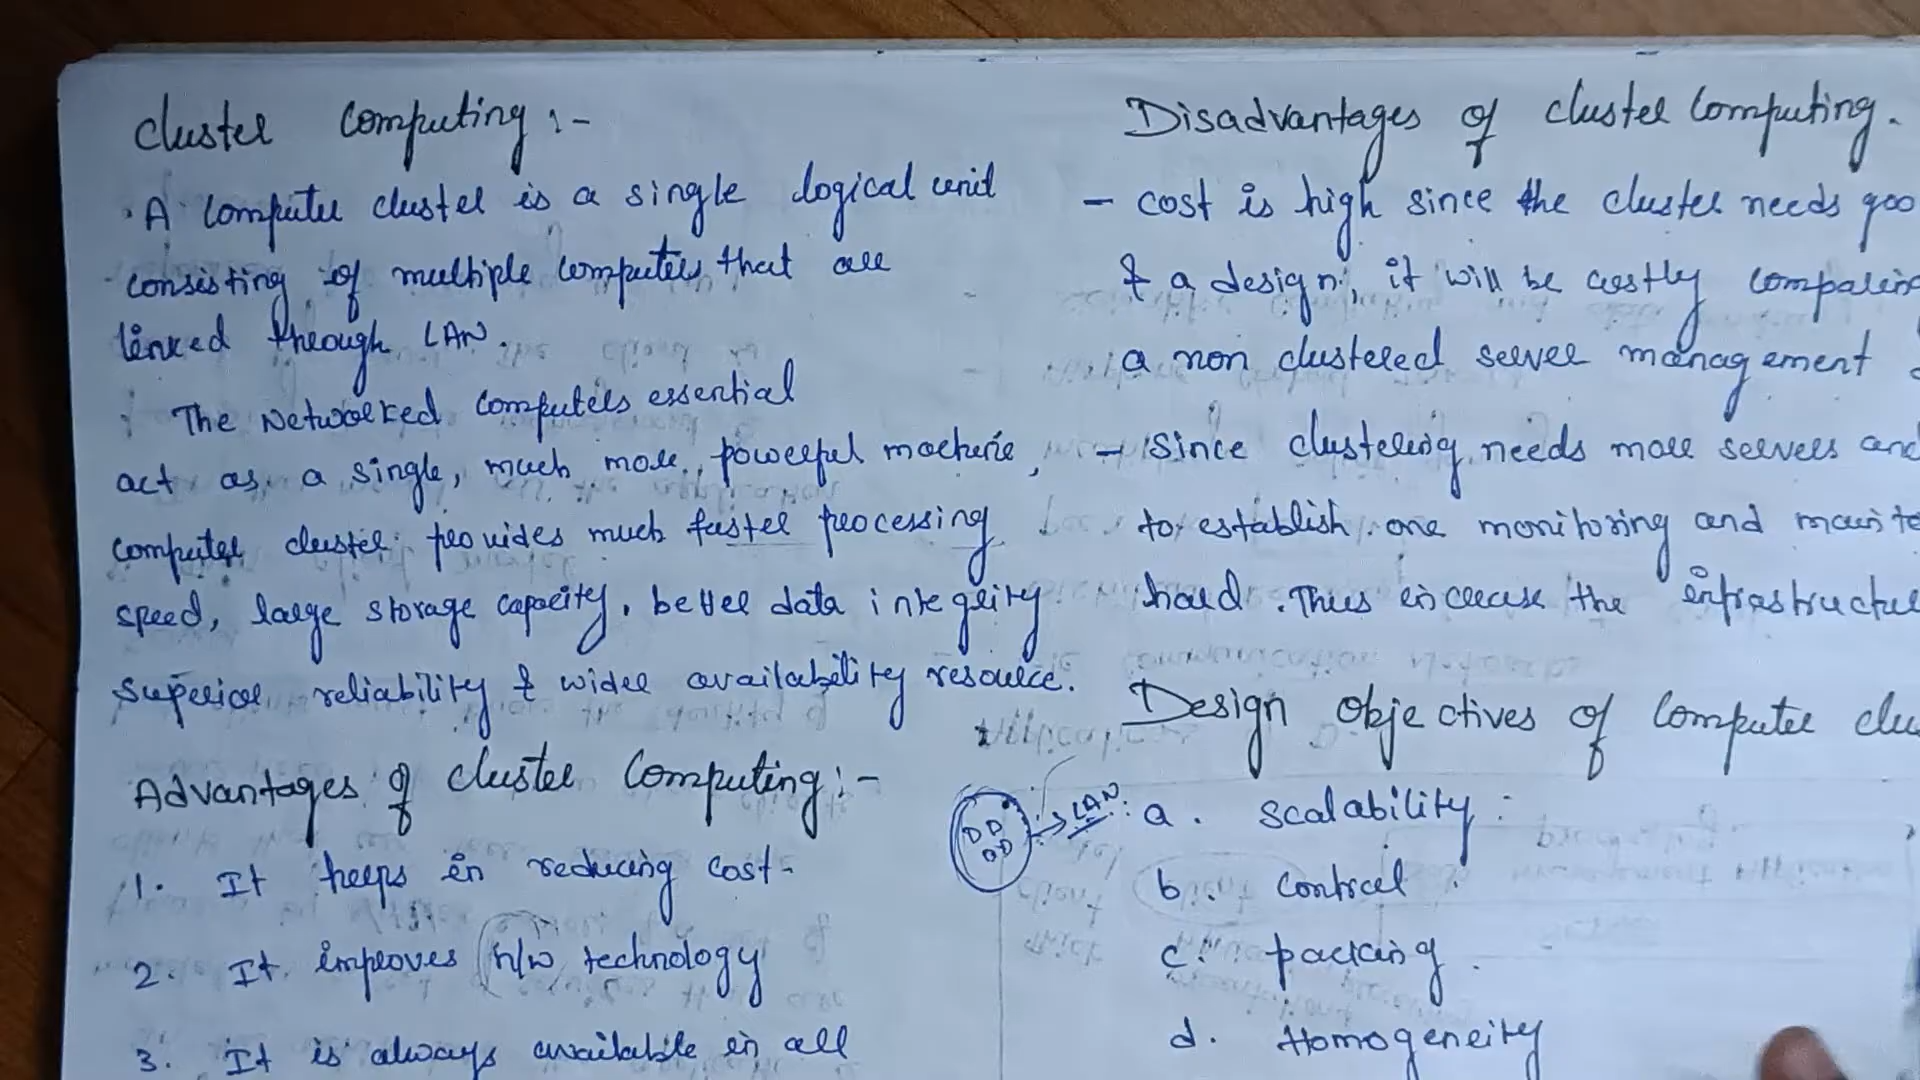 Cluster Computing :-
. A Computer cluster is a single logical unit
consisting of multiple Computers that are
linked through LAN.
The Networked Computers essential
act as a single, much more powerful machine,
Computer cluster provides much faster processing
speed, large storage capacity, better data integrity
superior reliability & wider availability resource.
Advantages of cluster Computing :-
1. It helps in reducing cost-
2. It improves n/w technology
3. It is always available in all
Disadvantages of cluster Computing.
- cost is high since the cluster needs goo
& a design, it will be costly comparing
a non clustered server management
- Since clustering needs more servers and
to establish one monitoring and mainte
hard. Thus increase the infrastructure
Design Objectives of Computer clu
LAN
a. Scalability :
b. Control.
c. packing.
d. Homogeneity